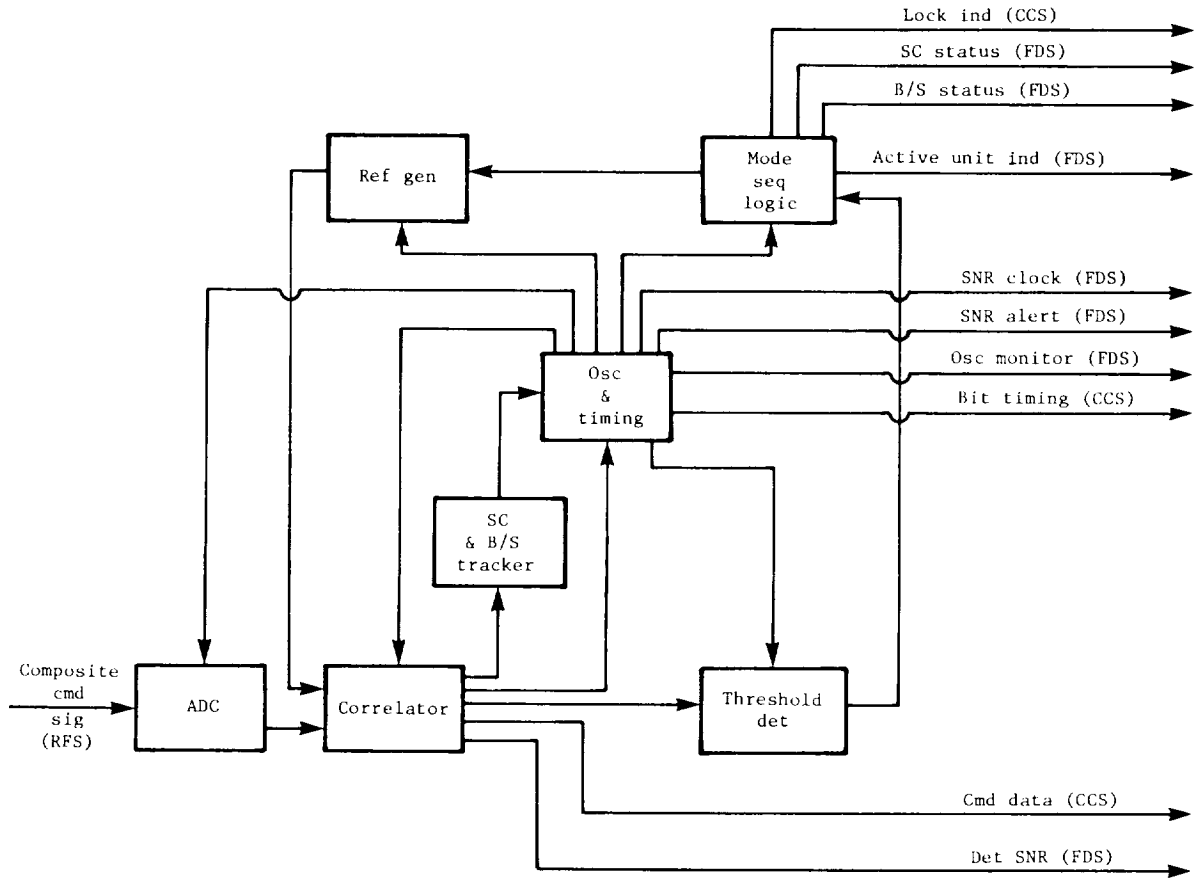 Lock ind (CCS)
SC status (FDS)
B/S status (FDS)
Active unit ind (FDS)
Ref gen
Mode
seq
logic
SNR clock (FDS)
SNR alert (FDS)
Osc monitor (FDS)
Bit timing (CCS)
Osc
&
timing
SC
& B/S
tracker
Composite
cmd
sig
(RFS)
ADC
Correlator
Threshold
det
Cmd data (CCS)
Det SNR (FDS)